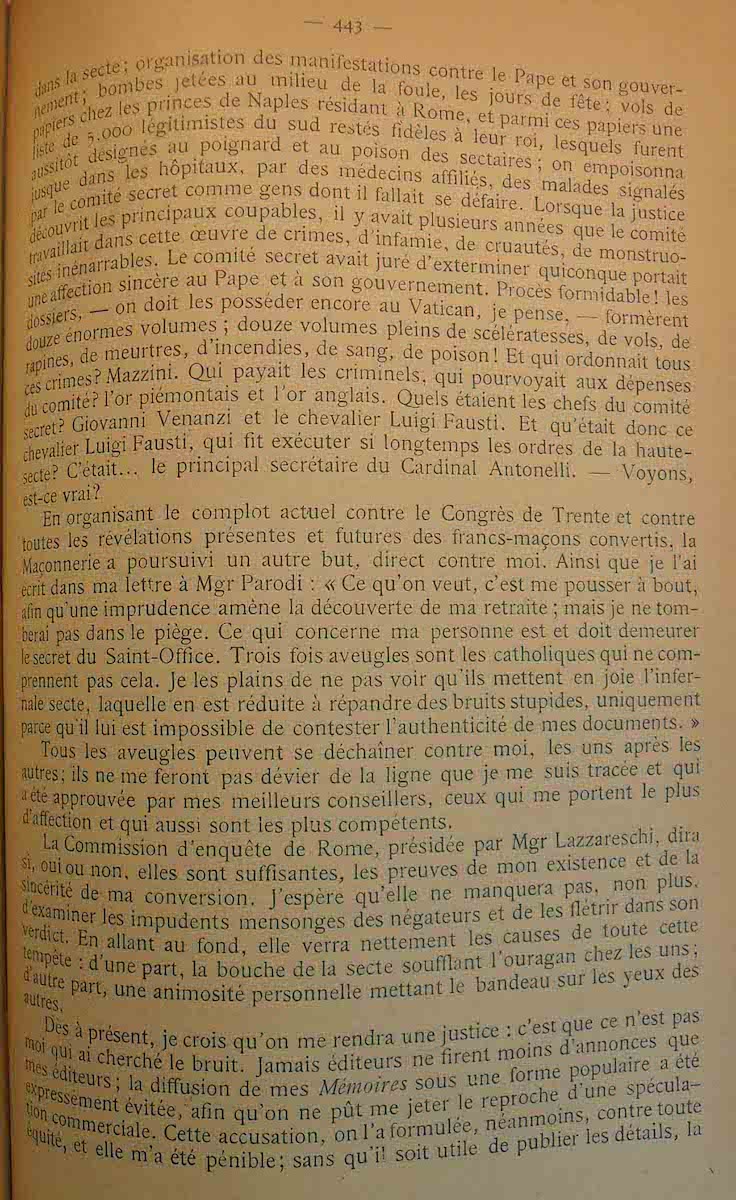 — 443 —
dans la secte; organisation des manifestations contre le Pape et son gouver-
nement; bombes jetées au milieu de la foule, les jours de fête; vols de
papiers chez les princes de Naples résidant à Rome, et parmi ces papiers une
liste de 5.000 légitimistes du sud restés fidèles à leur roi, lesquels furent
aussitôt désignés au poignard et au poison des sectaires; on empoisonna
jusque dans les hôpitaux, par des médecins affiliés, des malades signalés
par le comité secret comme gens dont il fallait se défaire. Lorsque la justice
découvrit les principaux coupables, il y avait plusieurs années que le comité
travaillait dans cette œuvre de crimes, d'infamie, de cruautés, de monstruo-
sités inénarrables. Le comité secret avait juré d'exterminer quiconque portait
une affection sincère au Pape et à son gouvernement. Procès formidable! les
dossiers, — on doit les posséder encore au Vatican, je pense, — formèrent
douze énormes volumes; douze volumes pleins de scélératesses, de vols, de
rapines, de meurtres, d'incendies, de sang, de poison! Et qui ordonnait tous
ces crimes? Mazzini. Qui payait les criminels, qui pourvoyait aux dépenses
du comité? l'or piémontais et l'or anglais. Quels étaient les chefs du comité
secret? Giovanni Venanzi et le chevalier Luigi Fausti. Et qu'était donc ce
chevalier Luigi Fausti, qui fit exécuter si longtemps les ordres de la haute-
secte? C'était... le principal secrétaire du Cardinal Antonelli. — Voyons,
est-ce vrai?
En organisant le complot actuel contre le Congrès de Trente et contre
toutes les révélations présentes et futures des francs-maçons convertis, la
Maçonnerie a poursuivi un autre but, direct contre moi. Ainsi que je l'ai
écrit dans ma lettre à Mgr Parodi : « Ce qu'on veut, c'est me pousser à bout,
afin qu'une imprudence amène la découverte de ma retraite; mais je ne tom-
berai pas dans le piège. Ce qui concerne ma personne est et doit demeurer
le secret du Saint-Office. Trois fois aveugles sont les catholiques qui ne com-
prennent pas cela. Je les plains de ne pas voir qu'ils mettent en joie l'infer-
nale secte, laquelle en est réduite à répandre des bruits stupides, uniquement
parce qu'il lui est impossible de contester l'authenticité de mes documents. »
Tous les aveugles peuvent se déchaîner contre moi, les uns après les
autres; ils ne me feront pas dévier de la ligne que je me suis tracée et qui
a été approuvée par mes meilleurs conseillers, ceux qui me portent le plus
d'affection et qui aussi sont les plus compétents.
La Commission d'enquête de Rome, présidée par Mgr Lazzareschi, dira
si, oui ou non, elles sont suffisantes, les preuves de mon existence et de la
sincérité de ma conversion. J'espère qu'elle ne manquera pas, non plus,
d'examiner les impudents mensonges des négateurs et de les flétrir dans son
verdict. En allant au fond, elle verra nettement les causes de toute cette
tempête : d'une part, la bouche de la secte soufflant l'ouragan chez les uns;
d'autre part, une animosité personnelle mettant le bandeau sur les yeux des
autres.
Dès à présent, je crois qu'on me rendra une justice : c'est que ce n'est pas
moi qui ai cherché le bruit. Jamais éditeurs ne firent moins d'annonces que
mes éditeurs; la diffusion de mes Mémoires sous une forme populaire a été
expressément évitée, afin qu'on ne pût me jeter le reproche d'une spécula-
tion commerciale. Cette accusation, on l'a formulée, néanmoins, contre toute
équité, et elle m'a été pénible; sans qu'il soit utile de publier les détails, la